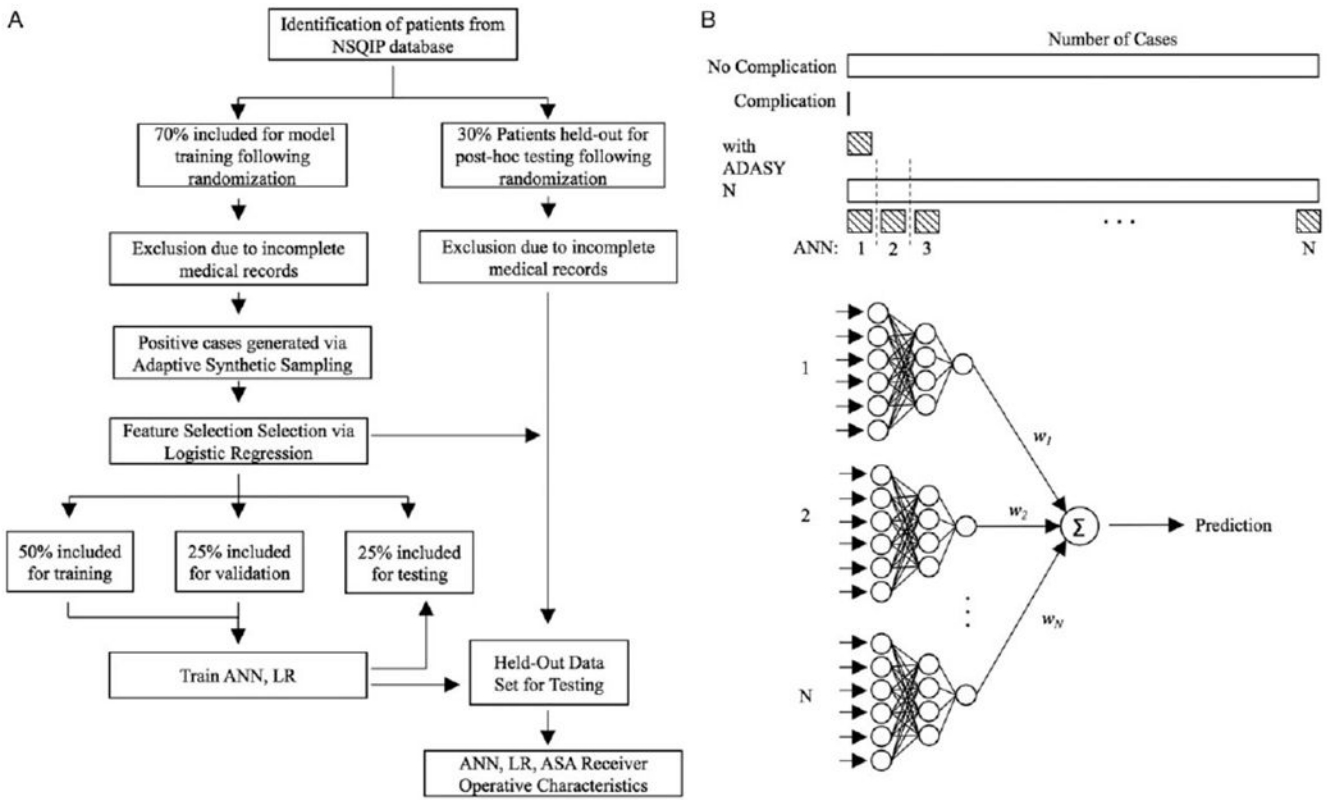 A
Identification of patients from
NSQIP database
70% included for model
training following
randomization
30% Patients held-out for
post-hoc testing following
randomization
Exclusion due to incomplete
medical records
Exclusion due to incomplete
medical records
Positive cases generated via
Adaptive Synthetic Sampling
Feature Selection Selection via
Logistic Regression
50% included
for training
25% included
for validation
25% included
for testing
Train ANN, LR
Held-Out Data
Set for Testing
ANN, LR, ASA Receiver
Operative Characteristics
B
Number of Cases
No Complication
Complication
with
ADASY
N
. . .
ANN: 1 2 3 N
1
w1
2
w2
Σ
Prediction
wN
N